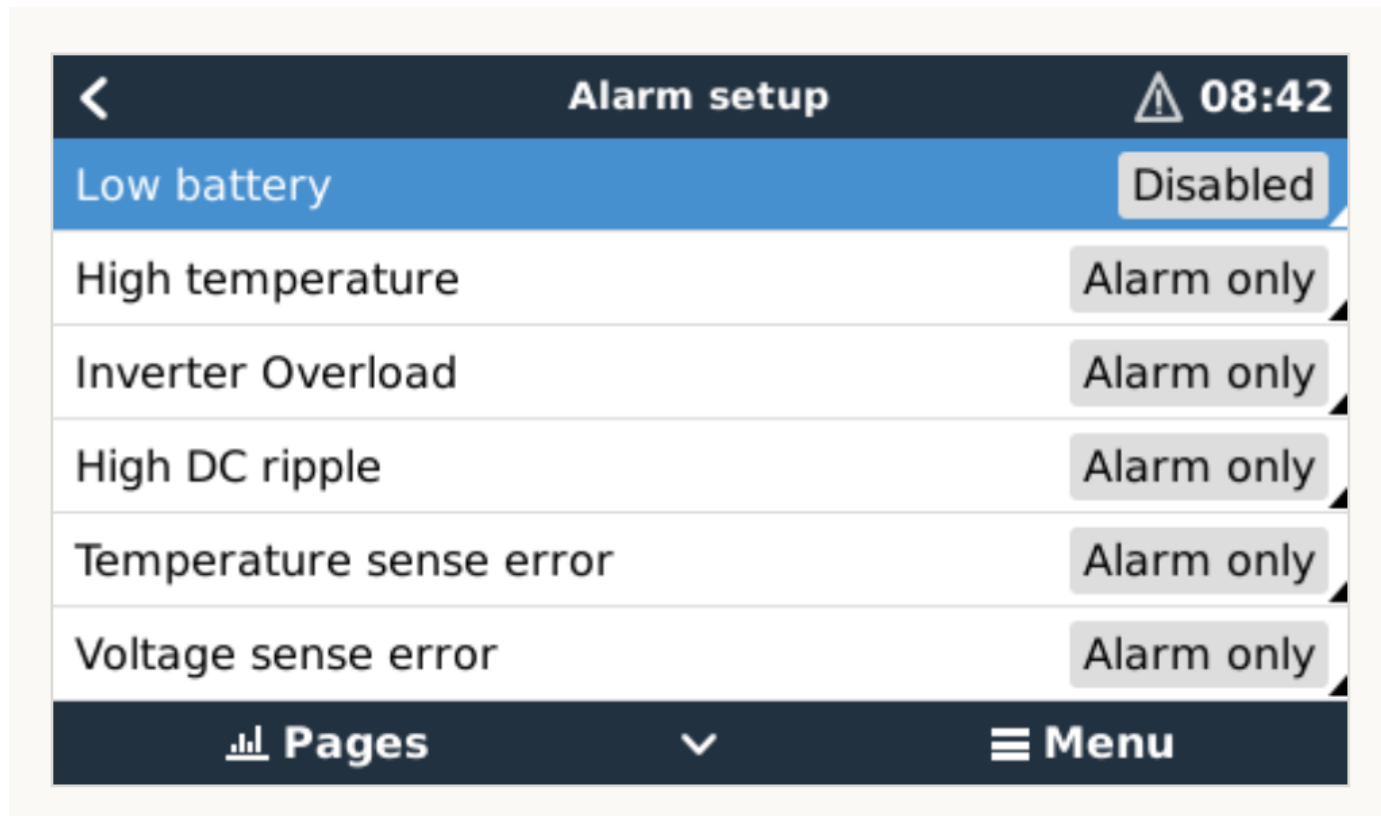 Alarm setup 08:42
Low battery Disabled
High temperature Alarm only
Inverter Overload Alarm only
High DC ripple Alarm only
Temperature sense error Alarm only
Voltage sense error Alarm only
Pages Menu